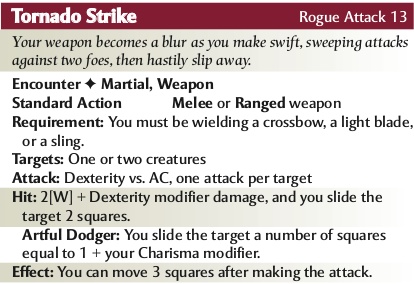 Tornado Strike Rogue Attack 13
Your weapon becomes a blur as you make swift, sweeping attacks
against two foes, then hastily slip away.
Encounter ✦ Martial, Weapon
Standard Action Melee or Ranged weapon
Requirement: You must be wielding a crossbow, a light blade,
or a sling.
Targets: One or two creatures
Attack: Dexterity vs. AC, one attack per target
Hit: 2[W] + Dexterity modifier damage, and you slide the
target 2 squares.
Artful Dodger: You slide the target a number of squares
equal to 1 + your Charisma modifier.
Effect: You can move 3 squares after making the attack.